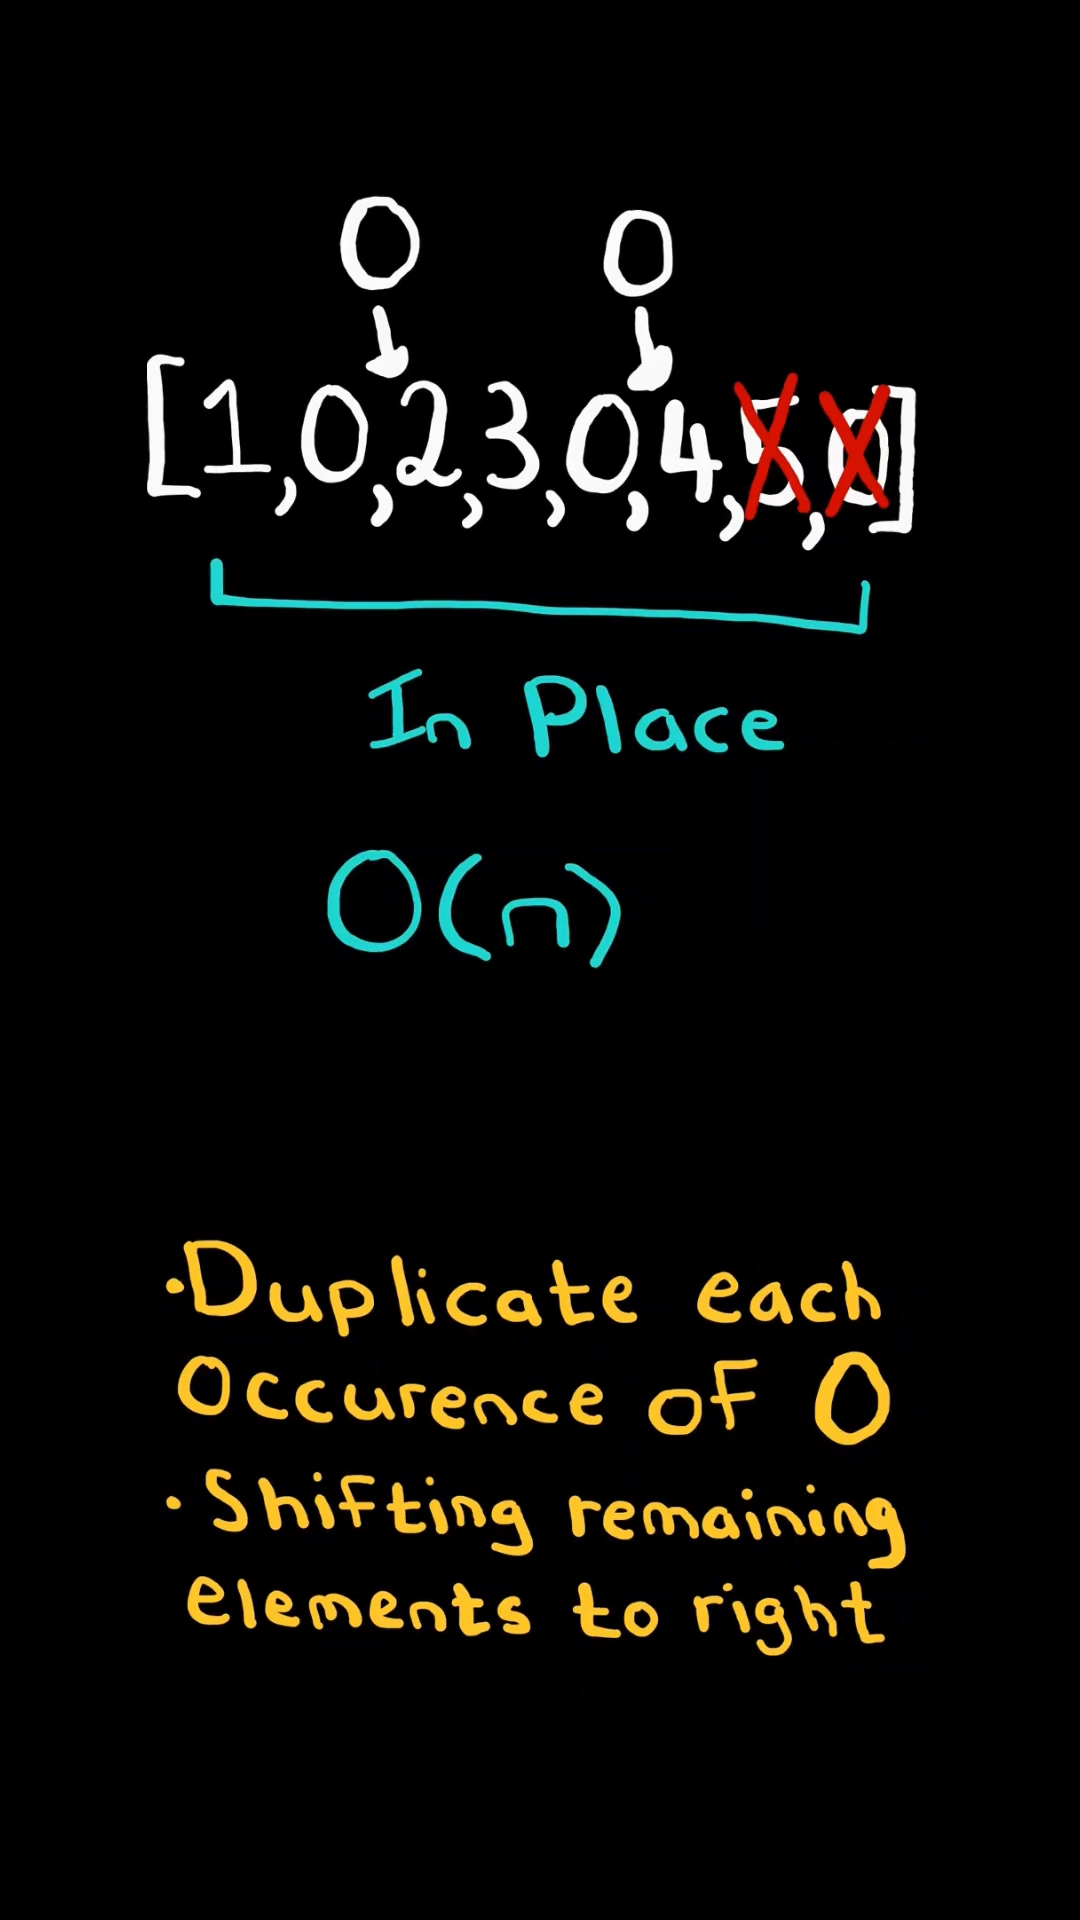 0 0
[1,0,2,3,0,4,5,0]
In Place
O(n)
•Duplicate each
Occurence of 0
•Shifting remaining
elements to right